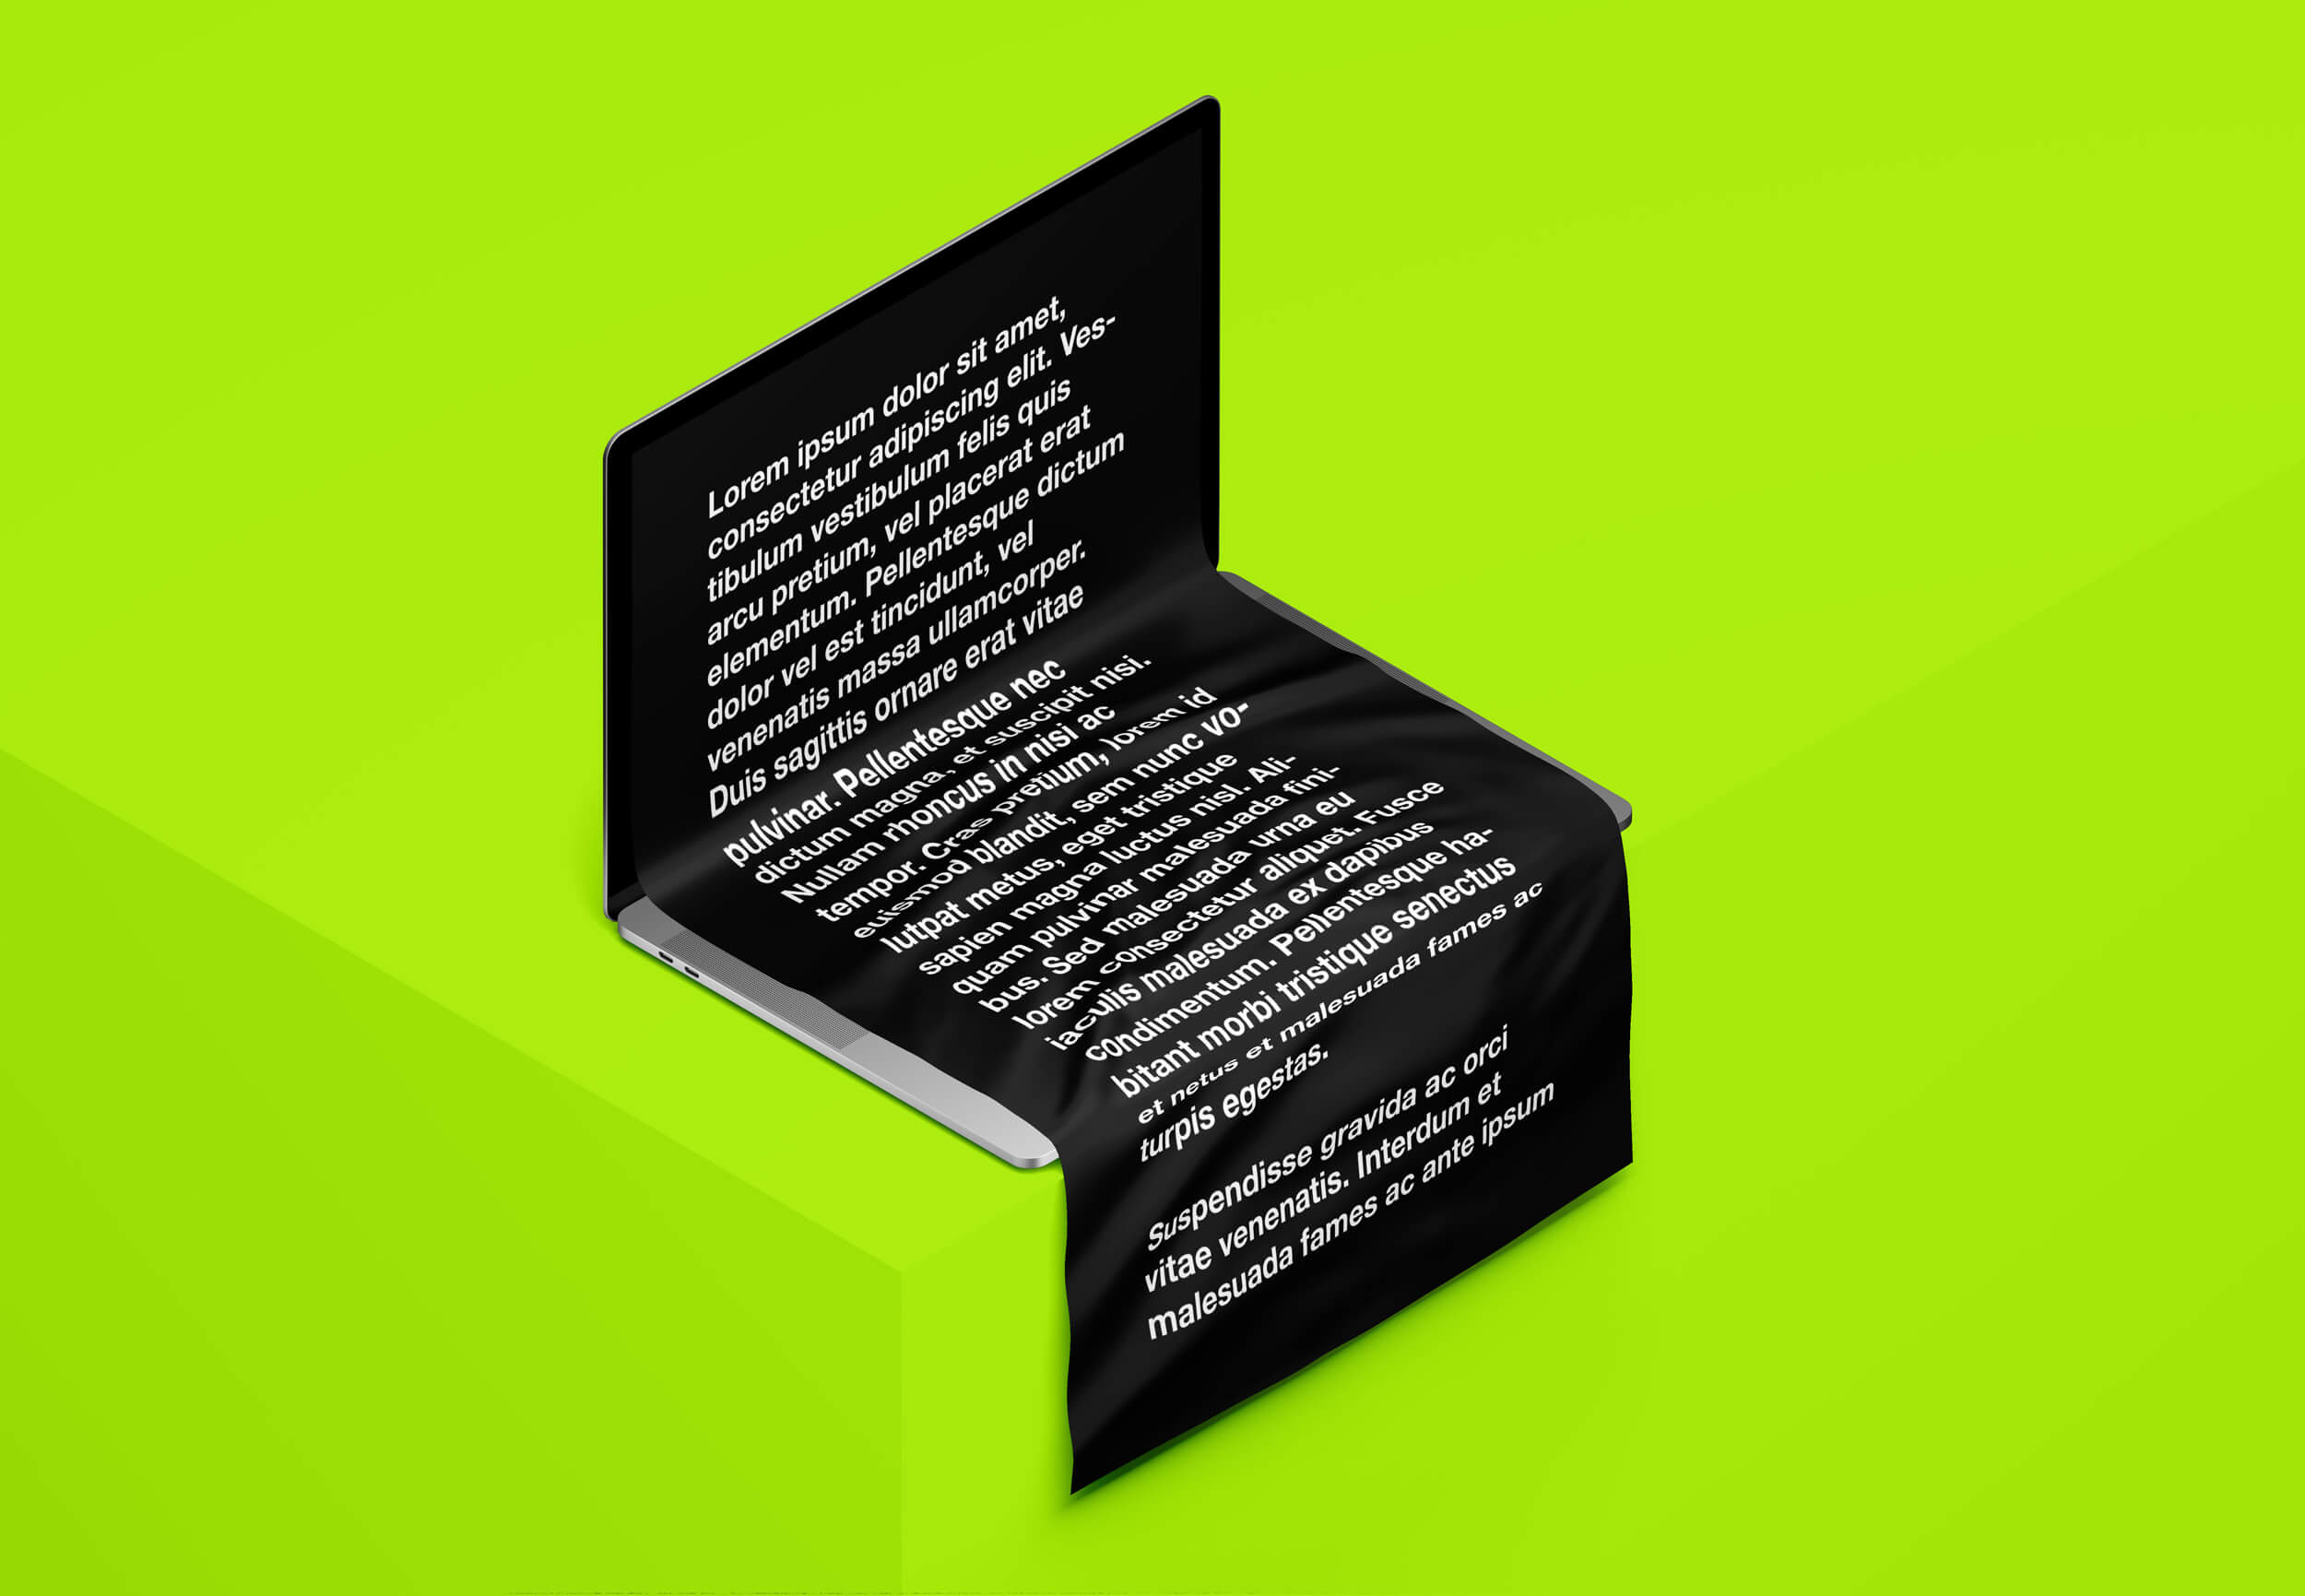 Lorem ipsum dolor sit amet,
consectetur adipiscing elit. Ves-
tibulum vestibulum felis quis
arcu pretium, vel placerat erat
elementum. Pellentesque dictum
dolor vel est tincidunt, vel
venenatis massa ullamcorper.
Duis sagittis ornare erat vitae
pulvinar. Pellentesque nec
dictum magna, et suscipit nisi.
Nullam rhoncus in nisi ac
tempor. Cras pretium, lorem id
euismod blandit, sem nunc vo-
lutpat metus, eget tristique
sapien magna luctus nisl. Ali-
quam pulvinar malesuada fini-
bus. Sed malesuada urna eu
lorem consectetur aliquet. Fusce
iaculis malesuada ex dapibus
condimentum. Pellentesque ha-
bitant morbi tristique senectus
et netus et malesuada fames ac
turpis egestas.
Suspendisse gravida ac orci
vitae venenatis. Interdum et
malesuada fames ac ante ipsum